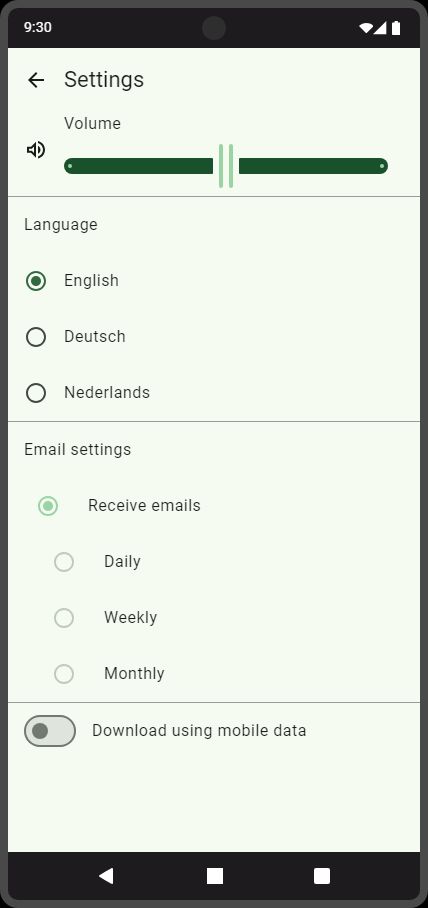 9:30
Settings
Volume
Language
English
Deutsch
Nederlands
Email settings
Receive emails
Daily
Weekly
Monthly
Download using mobile data